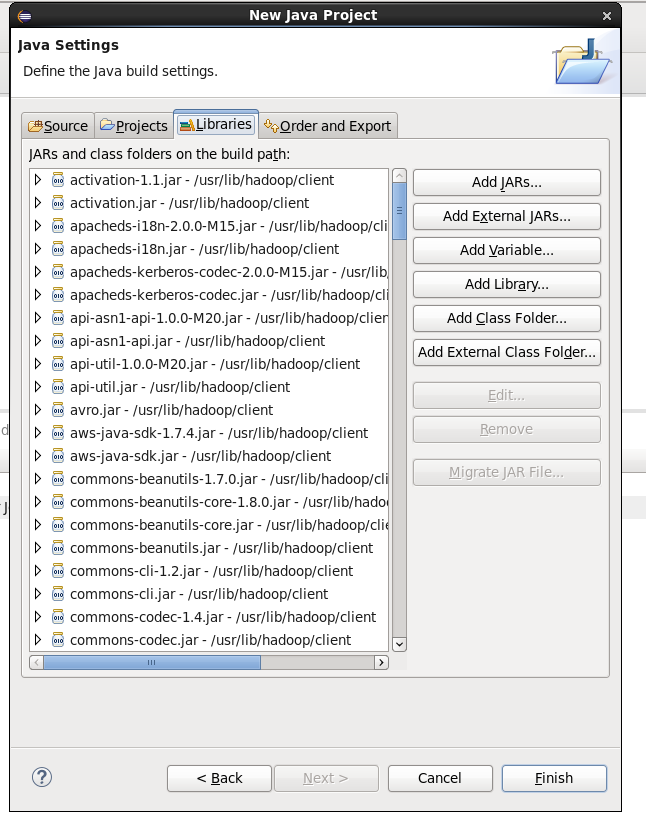 New Java Project
Java Settings
Define the Java build settings.
Source Projects Libraries Order and Export
JARs and class folders on the build path:
activation-1.1.jar - /usr/lib/hadoop/client
activation.jar - /usr/lib/hadoop/client
apacheds-i18n-2.0.0-M15.jar - /usr/lib/hadoop/cli
apacheds-i18n.jar - /usr/lib/hadoop/client
apacheds-kerberos-codec-2.0.0-M15.jar - /usr/lib
apacheds-kerberos-codec.jar - /usr/lib/hadoop/cli
api-asn1-api-1.0.0-M20.jar - /usr/lib/hadoop/clien
api-asn1-api.jar - /usr/lib/hadoop/client
api-util-1.0.0-M20.jar - /usr/lib/hadoop/client
api-util.jar - /usr/lib/hadoop/client
avro.jar - /usr/lib/hadoop/client
aws-java-sdk-1.7.4.jar - /usr/lib/hadoop/client
aws-java-sdk.jar - /usr/lib/hadoop/client
commons-beanutils-1.7.0.jar - /usr/lib/hadoop/cli
commons-beanutils-core-1.8.0.jar - /usr/lib/hado
commons-beanutils-core.jar - /usr/lib/hadoop/clie
commons-beanutils.jar - /usr/lib/hadoop/client
commons-cli-1.2.jar - /usr/lib/hadoop/client
commons-cli.jar - /usr/lib/hadoop/client
commons-codec-1.4.jar - /usr/lib/hadoop/client
commons-codec.jar - /usr/lib/hadoop/client
Add JARs...
Add External JARs...
Add Variable...
Add Library...
Add Class Folder...
Add External Class Folder...
Edit...
Remove
Migrate JAR File...
< Back
Next >
Cancel
Finish